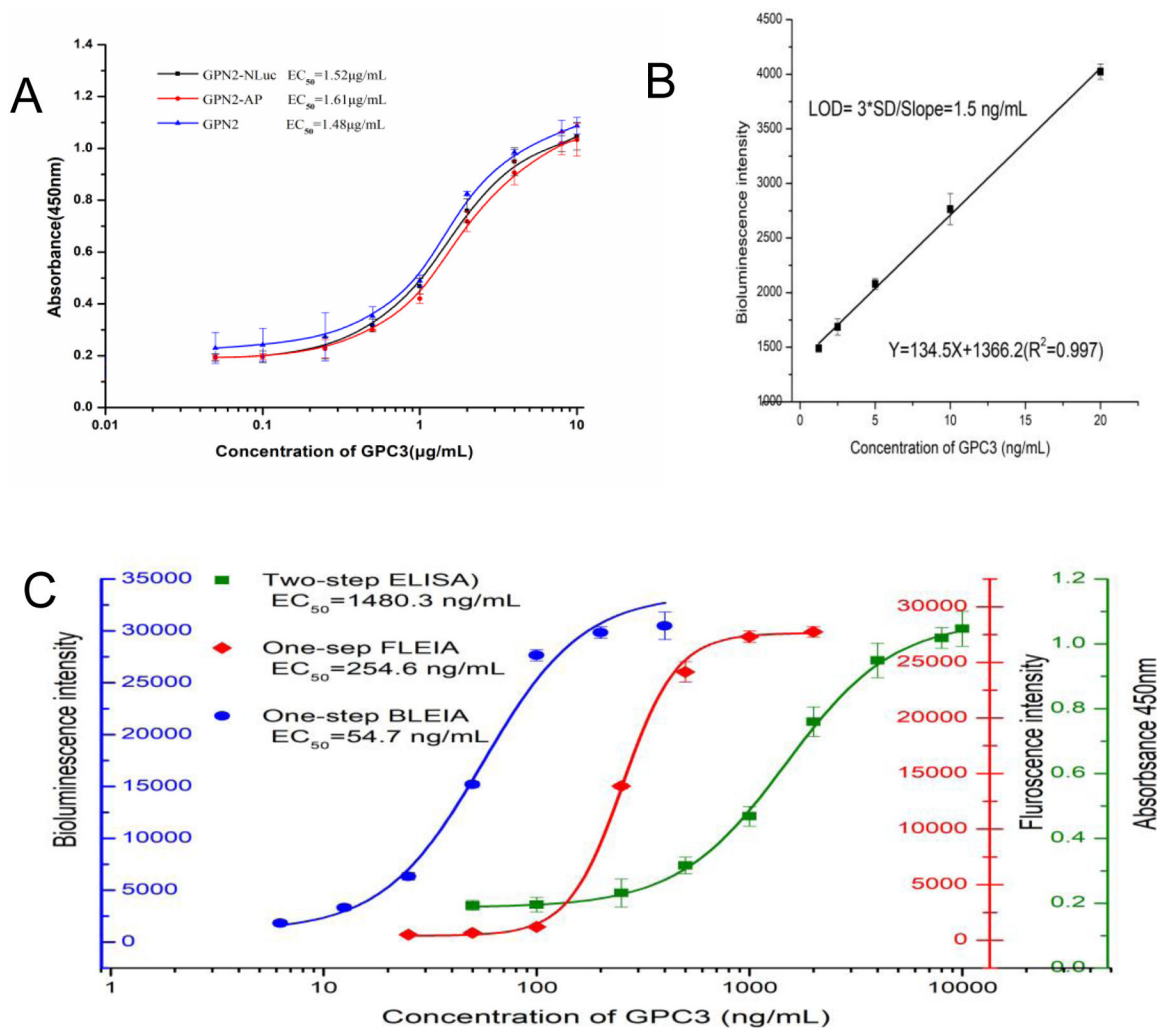 A
Absorbance(450nm)
1.4
1.2
1.0
0.8
0.6
0.4
0.2
0.0
GPN2-NLuc EC50=1.52μg/mL
GPN2-AP EC50=1.61μg/mL
GPN2 EC50=1.48μg/mL
0.01 0.1 1 10
Concentration of GPC3(μg/mL)
B
Bioluminescence intensity
4500
4000
3500
3000
2500
2000
1500
1000
LOD= 3*SD/Slope=1.5 ng/mL
Y=134.5X+1366.2(R²=0.997)
0 5 10 15 20
Concentration of GPC3 (ng/mL)
C
Bioluminescence intensity
35000
30000
25000
20000
15000
10000
5000
0
Two-step ELISA)
EC50=1480.3 ng/mL
One-sep FLEIA
EC50=254.6 ng/mL
One-step BLEIA
EC50=54.7 ng/mL
30000
25000
20000
15000
10000
5000
0
Fluroscence intensity
1.2
1.0
0.8
0.6
0.4
0.2
0.0
Absorbsance 450nm
1 10 100 1000 10000
Concentration of GPC3 (ng/mL)